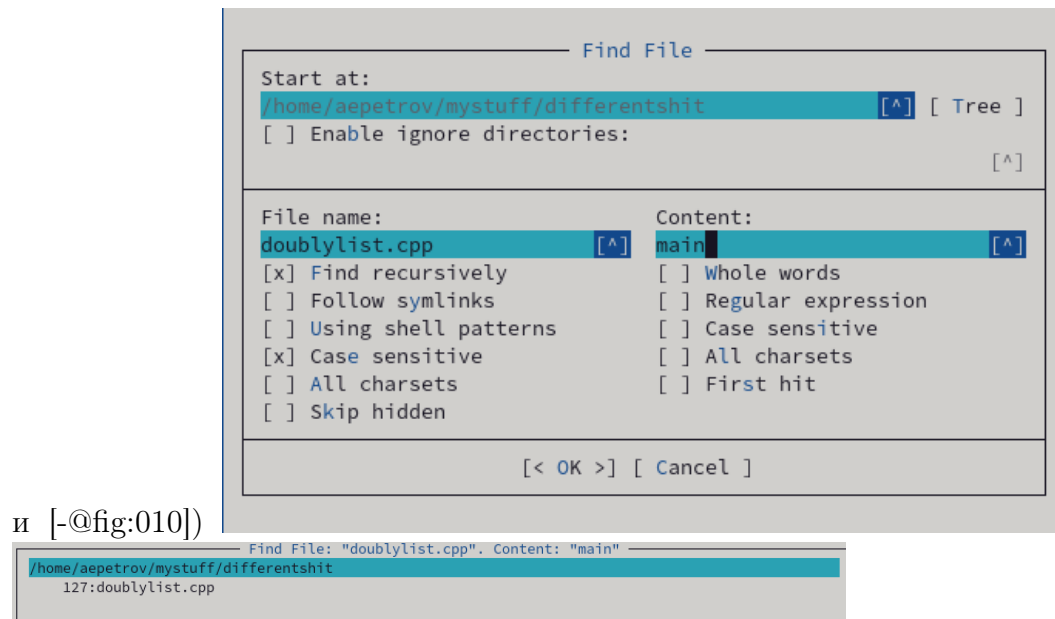 Find File
Start at:
/home/aepetrov/mystuff/differentshit [^] [ Tree ]
[ ] Enable ignore directories:
[^]
File name: Content:
doublylist.cpp [^] main [^]
[x] Find recursively [ ] Whole words
[ ] Follow symlinks [ ] Regular expression
[ ] Using shell patterns [ ] Case sensitive
[x] Case sensitive [ ] All charsets
[ ] All charsets [ ] First hit
[ ] Skip hidden
[< OK >] [ Cancel ]
и [-@fig:010])
Find File: "doublylist.cpp". Content: "main"
/home/aepetrov/mystuff/differentshit
127:doublylist.cpp